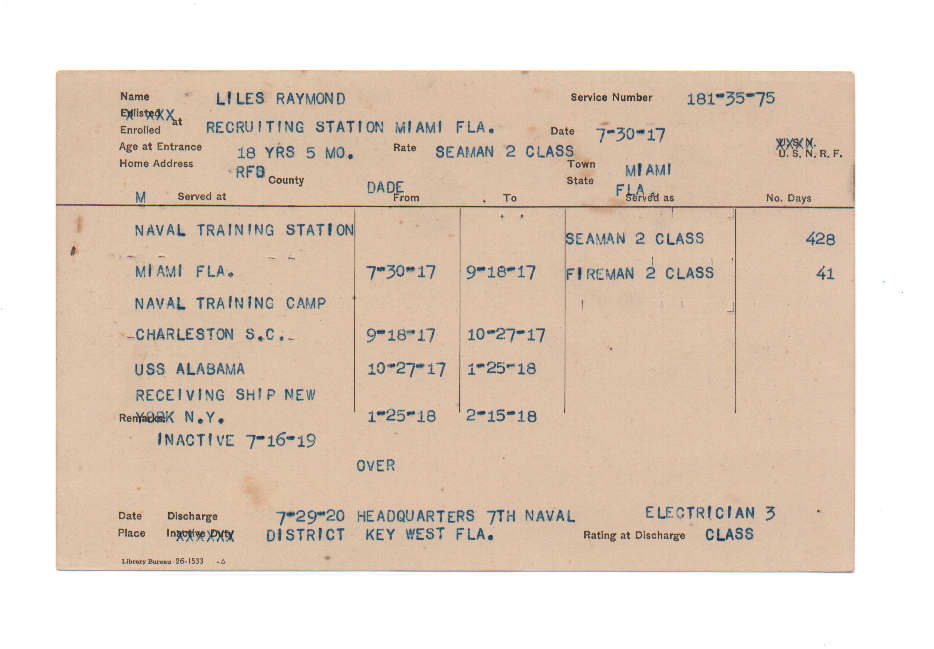 Name LILES RAYMOND Service Number 181-35-75
Enlisted XXXX
Enrolled at RECRUITING STATION MIAMI FLA. Date 7-30-17
Age at Entrance 18 YRS 5 MO. Rate SEAMAN 2 CLASS U. S. N. R. F.
Home Address RFD County DADE Town MIAMI
State FLA.
M Served at From To Served as No. Days
NAVAL TRAINING STATION SEAMAN 2 CLASS 428
MIAMI FLA. 7-30-17 9-18-17 FIREMAN 2 CLASS 41
NAVAL TRAINING CAMP
CHARLESTON S.C. 9-18-17 10-27-17
USS ALABAMA 10-27-17 1-25-18
RECEIVING SHIP NEW
Remarks: YORK N.Y. 1-25-18 2-15-18
INACTIVE 7-16-19
OVER
Date Discharge 7-29-20 HEADQUARTERS 7TH NAVAL ELECTRICIAN 3
Place Inactive Duty DISTRICT KEY WEST FLA. Rating at Discharge CLASS
Library Bureau 26-1533